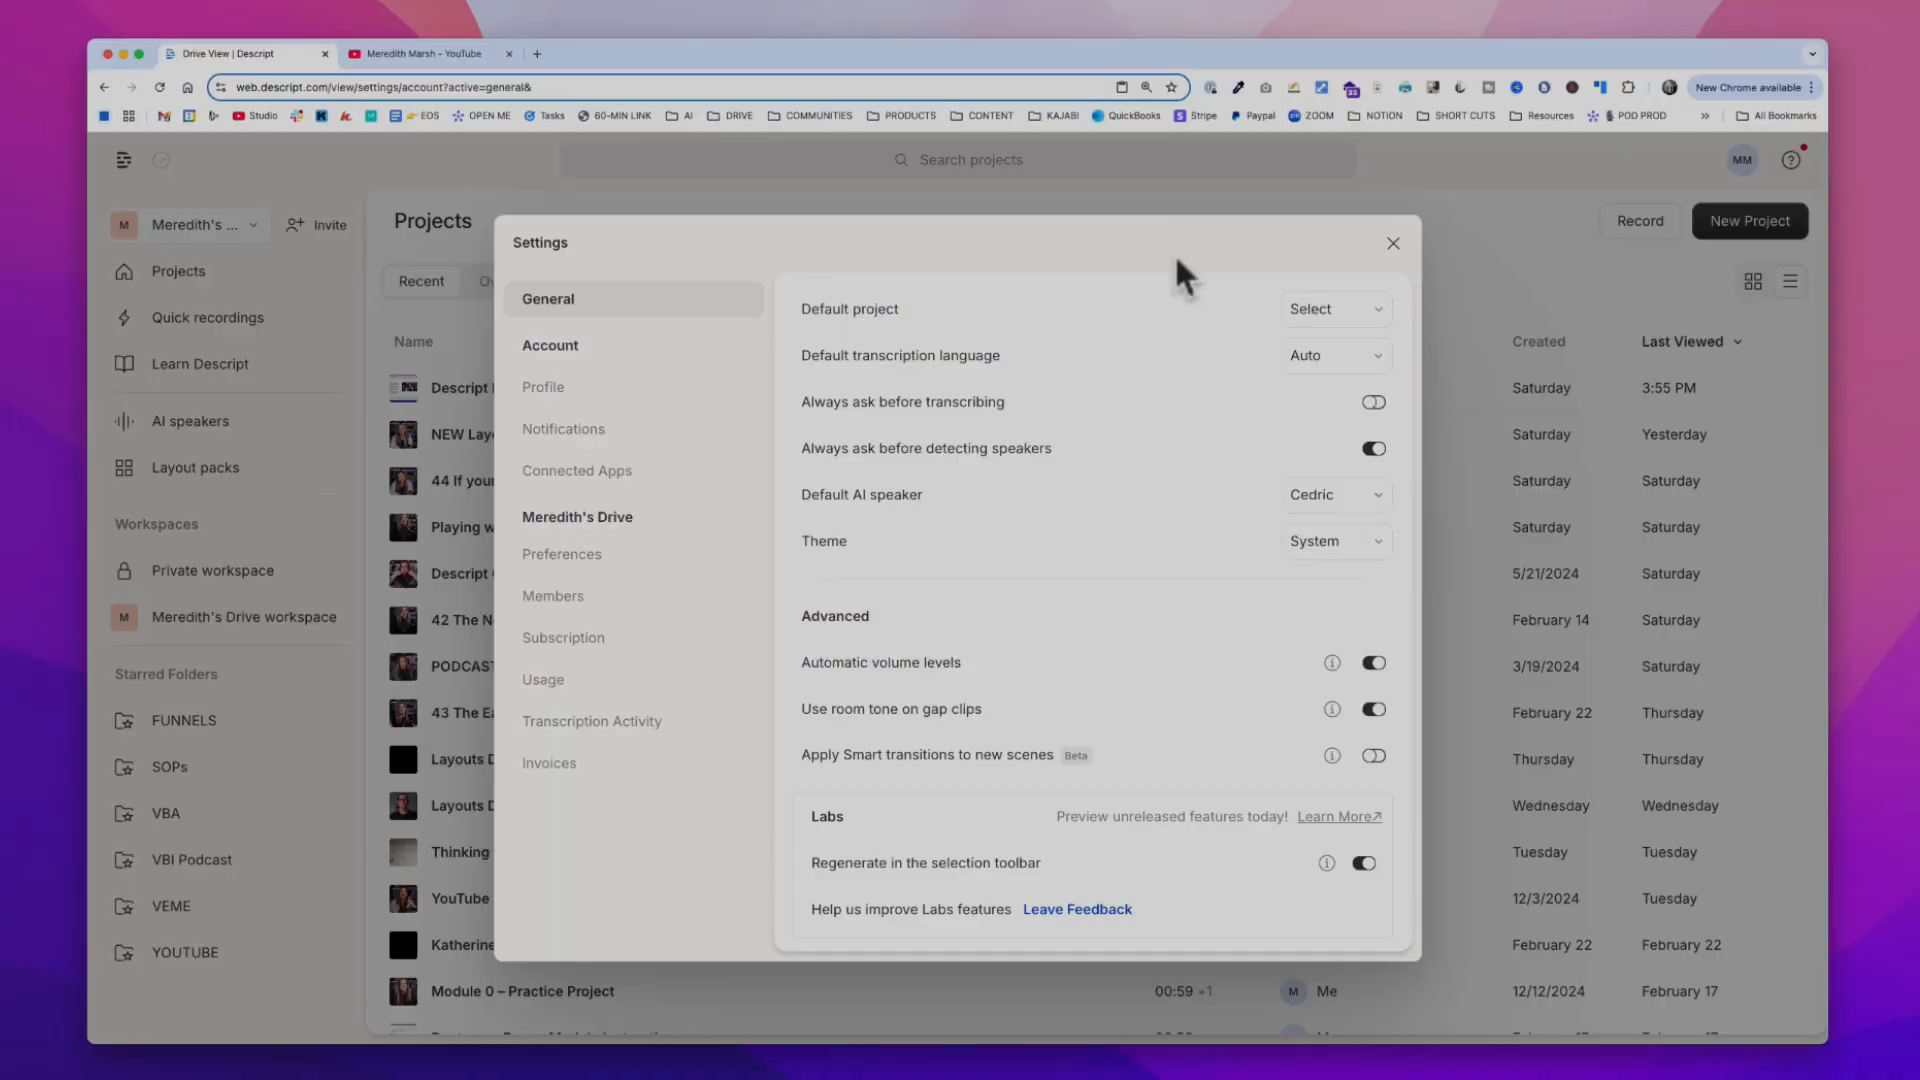 Drive View | Descript
Meredith Marsh - YouTube
web.descript.com/view/settings/account?active=general&
New Chrome available
Studio
EOS
OPEN ME
Tasks
60-MIN LINK
AI
DRIVE
COMMUNITIES
PRODUCTS
CONTENT
KAJABI
QuickBooks
Stripe
Paypal
ZOOM
NOTION
SHORT CUTS
Resources
POD PROD
All Bookmarks
Search projects
MM
M Meredith's ...
Invite
Projects
Quick recordings
Learn Descript
AI speakers
Layout packs
Workspaces
Private workspace
M Meredith's Drive workspace
Starred Folders
FUNNELS
SOPs
VBA
VBI Podcast
VEME
YOUTUBE
Projects
Record
New Project
Recent
Name
Created
Last Viewed
Descript
Saturday
3:55 PM
NEW Lay
Saturday
Yesterday
44 If your
Saturday
Saturday
Playing w
Saturday
Saturday
Descript
5/21/2024
Saturday
42 The N
February 14
Saturday
PODCAST
3/19/2024
Saturday
43 The Ea
February 22
Thursday
Layouts D
Thursday
Thursday
Layouts D
Wednesday
Wednesday
Thinking
Tuesday
Tuesday
YouTube
12/3/2024
Tuesday
Katherine
February 22
February 22
Module 0 – Practice Project
00:59 +1
M Me
12/12/2024
February 17
Settings
General
Account
Profile
Notifications
Connected Apps
Meredith's Drive
Preferences
Members
Subscription
Usage
Transcription Activity
Invoices
Default project
Select
Default transcription language
Auto
Always ask before transcribing
Always ask before detecting speakers
Default AI speaker
Cedric
Theme
System
Advanced
Automatic volume levels
Use room tone on gap clips
Apply Smart transitions to new scenes Beta
Labs
Preview unreleased features today! Learn More↗
Regenerate in the selection toolbar
Help us improve Labs features Leave Feedback